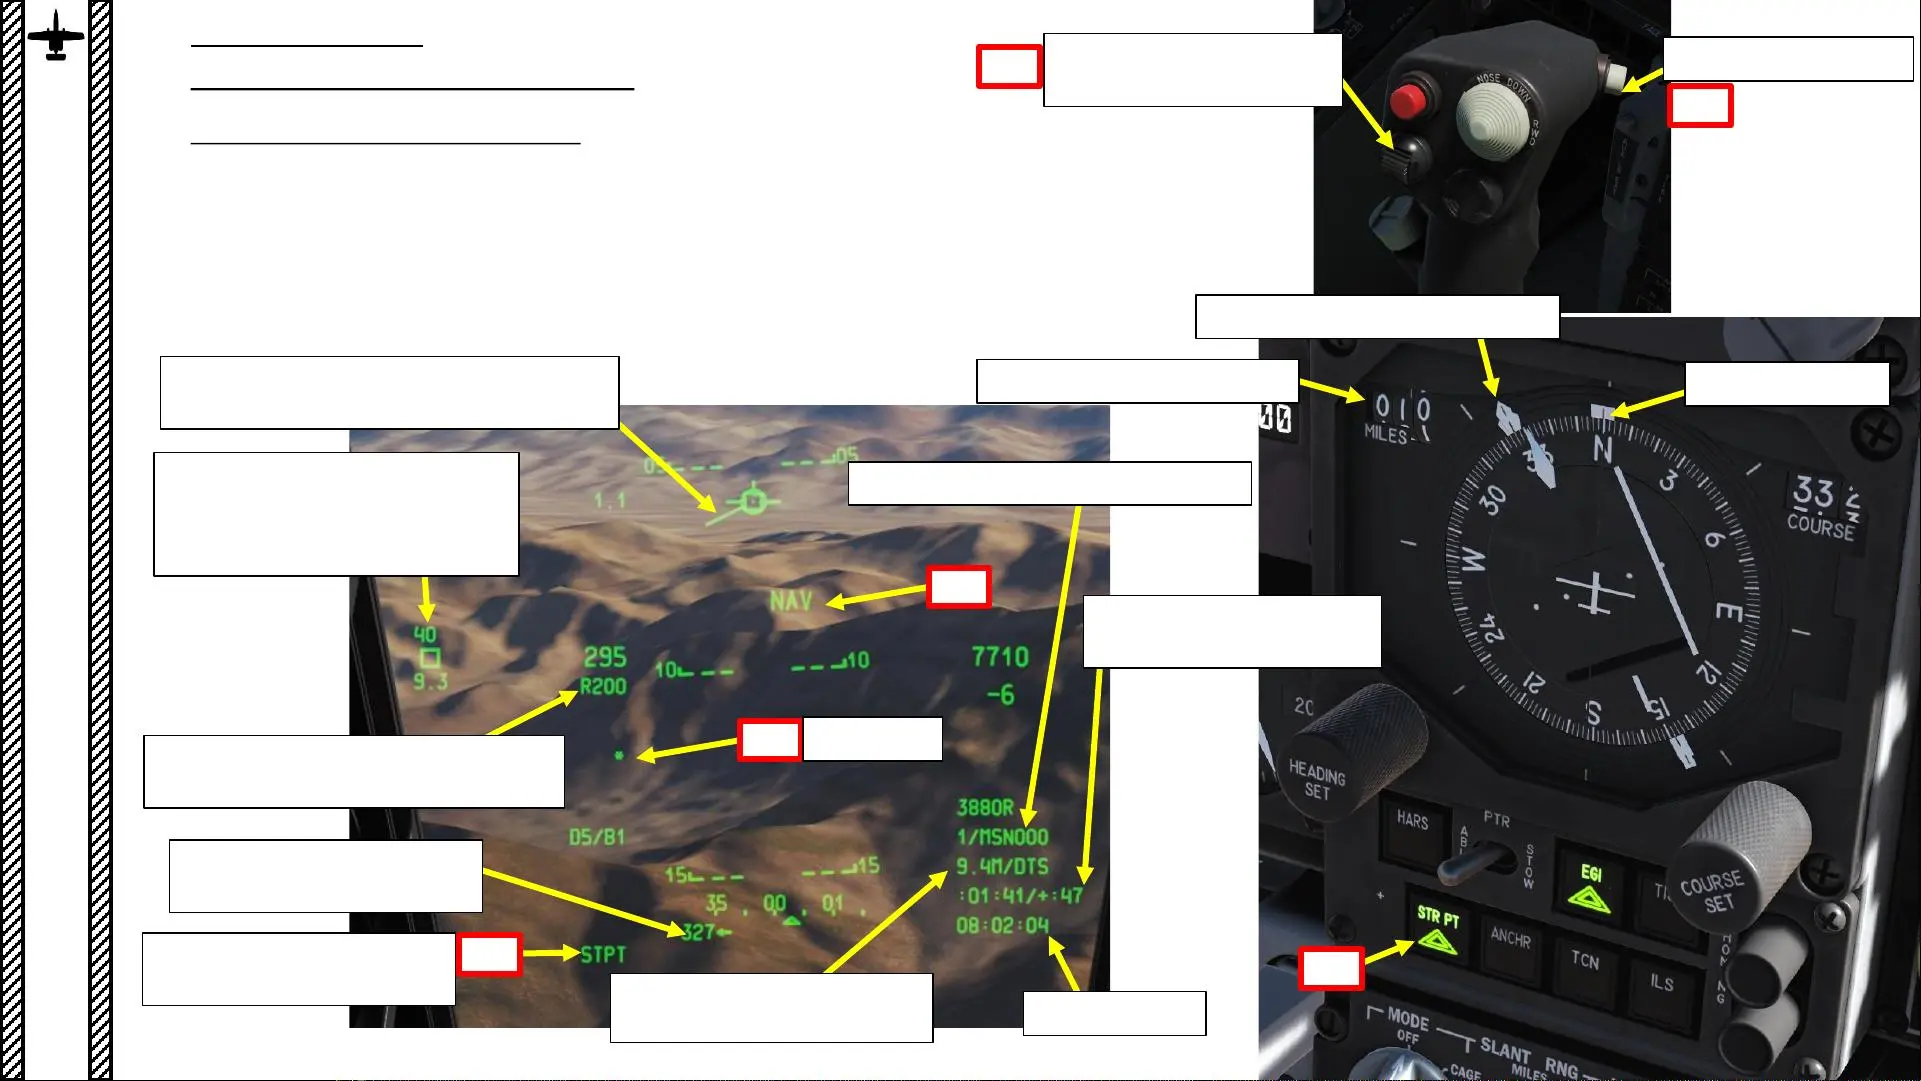 NOSE DOWN
RWD
010
MILES
33
COURSE
N
3
6
E
12
15
S
21
24
W
30
05
05
1.1
NAV
40
9.3
295
R200
10
10
7710
-6
*
3880R
1/MSN000
9.4M/DTS
:01:41/+:47
08:02:04
D5/B1
15
15
35 . 00 . 01 .
327
STPT
20
HEADING
SET
COURSE
SET
HARS
PTR
STOW
EGI
STR PT
ANCHR
TCN
ILS
MODE
OFF
CAGE
SLANT RNG
MILES